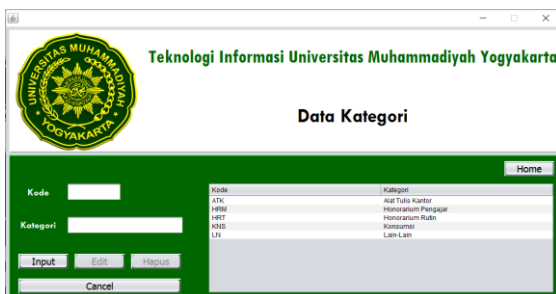 UNIVERSITAS MUHAMMADIYAH
YOGYAKARTA
Teknologi Informasi Universitas Muhammadiyah Yogyakarta
Data Kategori
Home
Kode
Kategori
Input Edit Hapus
Cancel
Kode Kategori
ATK Alat Tulis Kantor
HRM Honorarium Pengajar
HRT Honorarium Rutin
KNS Konsumsi
LN Lain-Lain